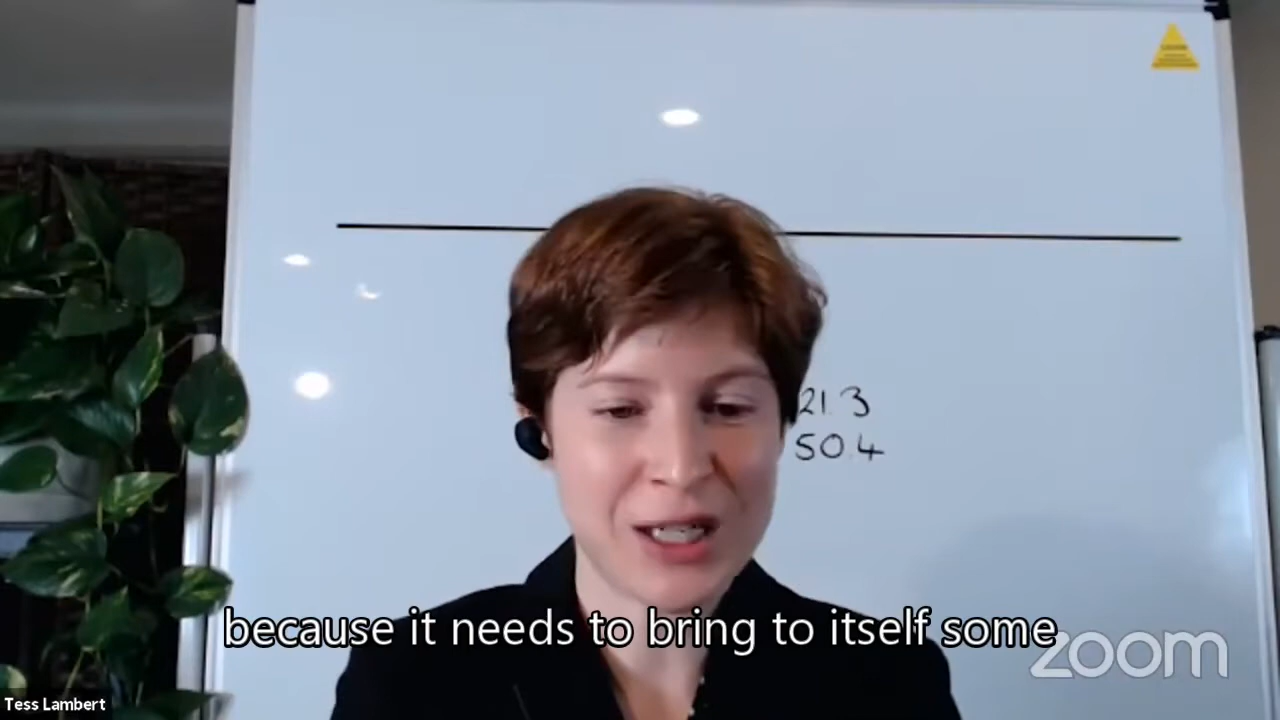 21.3
50.4
because it needs to bring to itself some
zoom
Tess Lambert